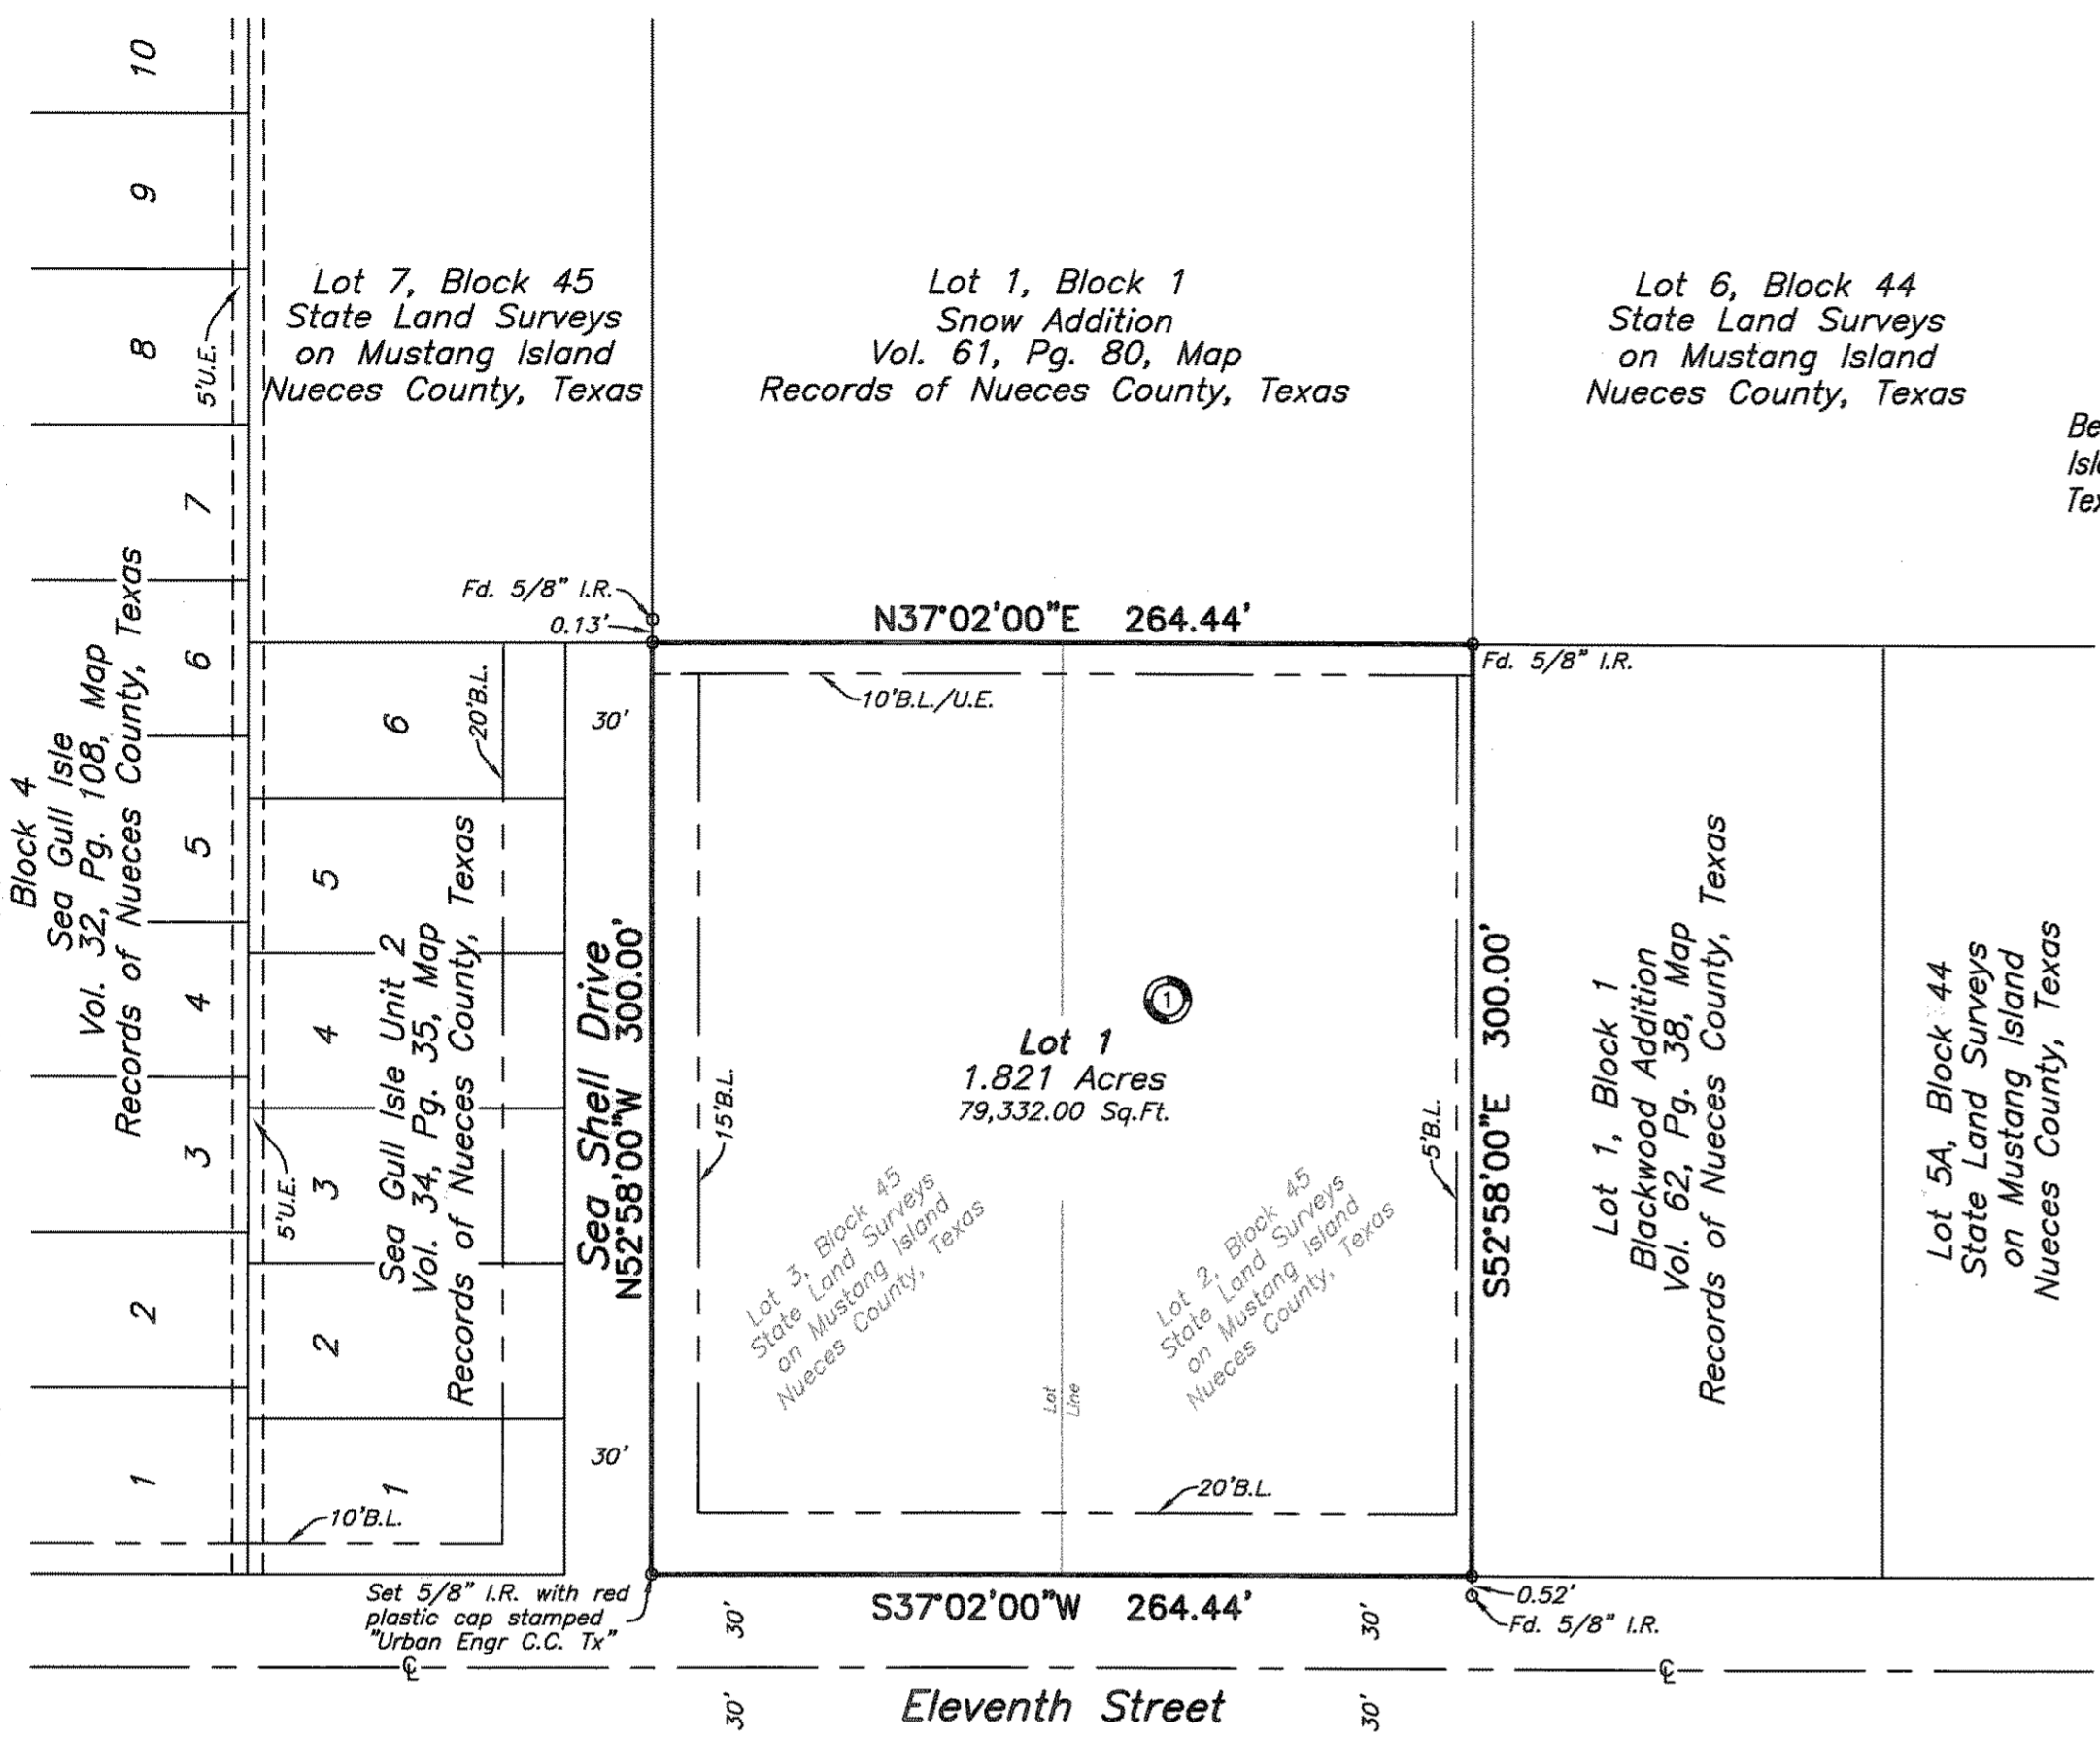 10
9
8
7
6
5
4
3
2
1
5'U.E.
Block 4
Sea Gull Isle
Vol. 32, Pg. 108, Map
Records of Nueces County, Texas
Lot 7, Block 45
State Land Surveys
on Mustang Island
Nueces County, Texas
Lot 1, Block 1
Snow Addition
Vol. 61, Pg. 80, Map
Records of Nueces County, Texas
Lot 6, Block 44
State Land Surveys
on Mustang Island
Nueces County, Texas
Fd. 5/8" I.R.
0.13'
N37°02'00"E 264.44'
Fd. 5/8" I.R.
6
5
4
3
2
1
20'B.L.
5'U.E.
10'B.L.
Sea Gull Isle Unit 2
Vol. 34, Pg. 35, Map
Records of Nueces County, Texas
30'
30'
Sea Shell Drive
N52°58'00"W 300.00'
10'B.L./U.E.
15'B.L.
1
Lot 1
1.821 Acres
79,332.00 Sq.Ft.
5'B.L.
Lot 3, Block 45
State Land Surveys
on Mustang Island
Nueces County, Texas
Lot 2, Block 45
State Land Surveys
on Mustang Island
Nueces County, Texas
Lot
Line
20'B.L.
S52°58'00"E 300.00'
Lot 1, Block 1
Blackwood Addition
Vol. 62, Pg. 38, Map
Records of Nueces County, Texas
Lot 5A, Block 44
State Land Surveys
on Mustang Island
Nueces County, Texas
Set 5/8" I.R. with red
plastic cap stamped
"Urban Engr C.C. Tx"
S37°02'00"W 264.44'
0.52'
Fd. 5/8" I.R.
30'
30'
℄
℄
30'
30'
Eleventh Street